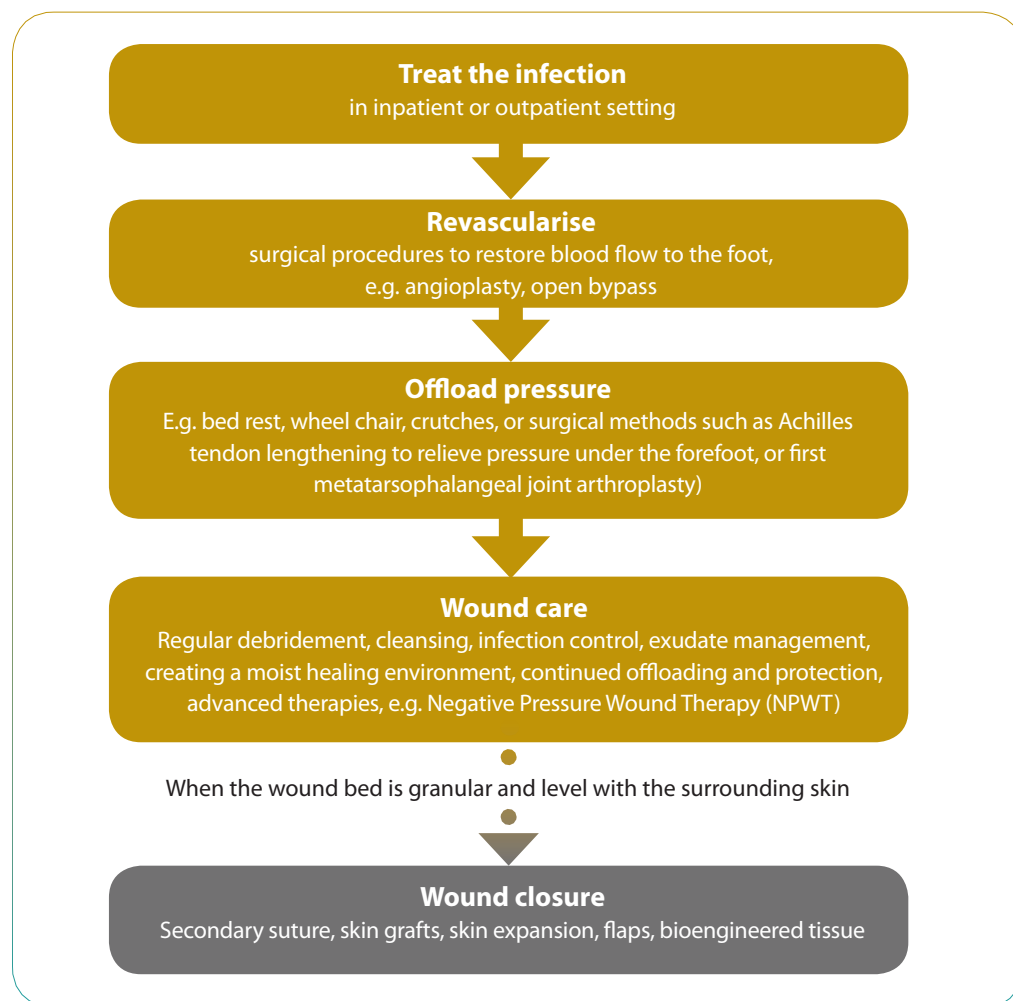 Treat the infection
in inpatient or outpatient setting
Revascularise
surgical procedures to restore blood flow to the foot,
e.g. angioplasty, open bypass
Offload pressure
E.g. bed rest, wheel chair, crutches, or surgical methods such as Achilles
tendon lengthening to relieve pressure under the forefoot, or first
metatarsophalangeal joint arthroplasty)
Wound care
Regular debridement, cleansing, infection control, exudate management,
creating a moist healing environment, continued offloading and protection,
advanced therapies, e.g. Negative Pressure Wound Therapy (NPWT)
When the wound bed is granular and level with the surrounding skin
Wound closure
Secondary suture, skin grafts, skin expansion, flaps, bioengineered tissue